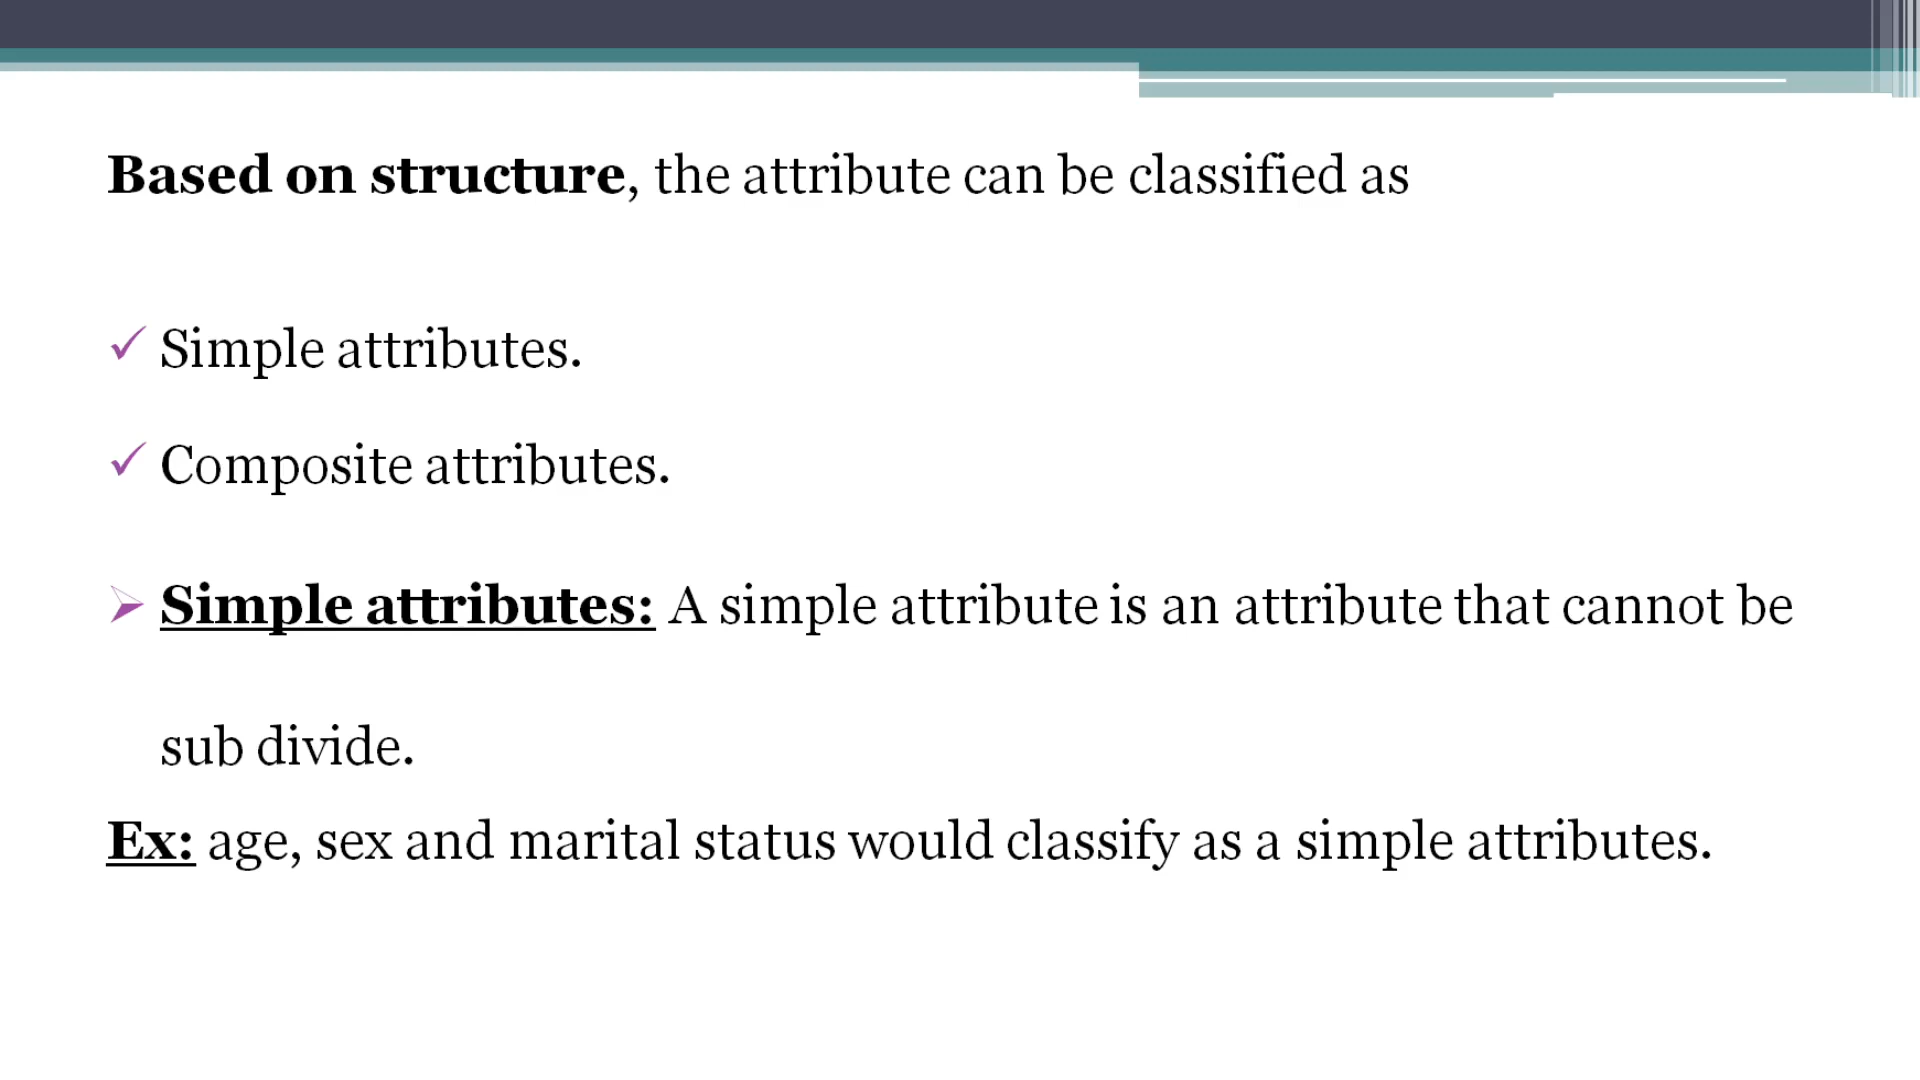 Based on structure, the attribute can be classified as
✓ Simple attributes.
✓ Composite attributes.
➢ Simple attributes: A simple attribute is an attribute that cannot be
sub divide.
Ex: age, sex and marital status would classify as a simple attributes.